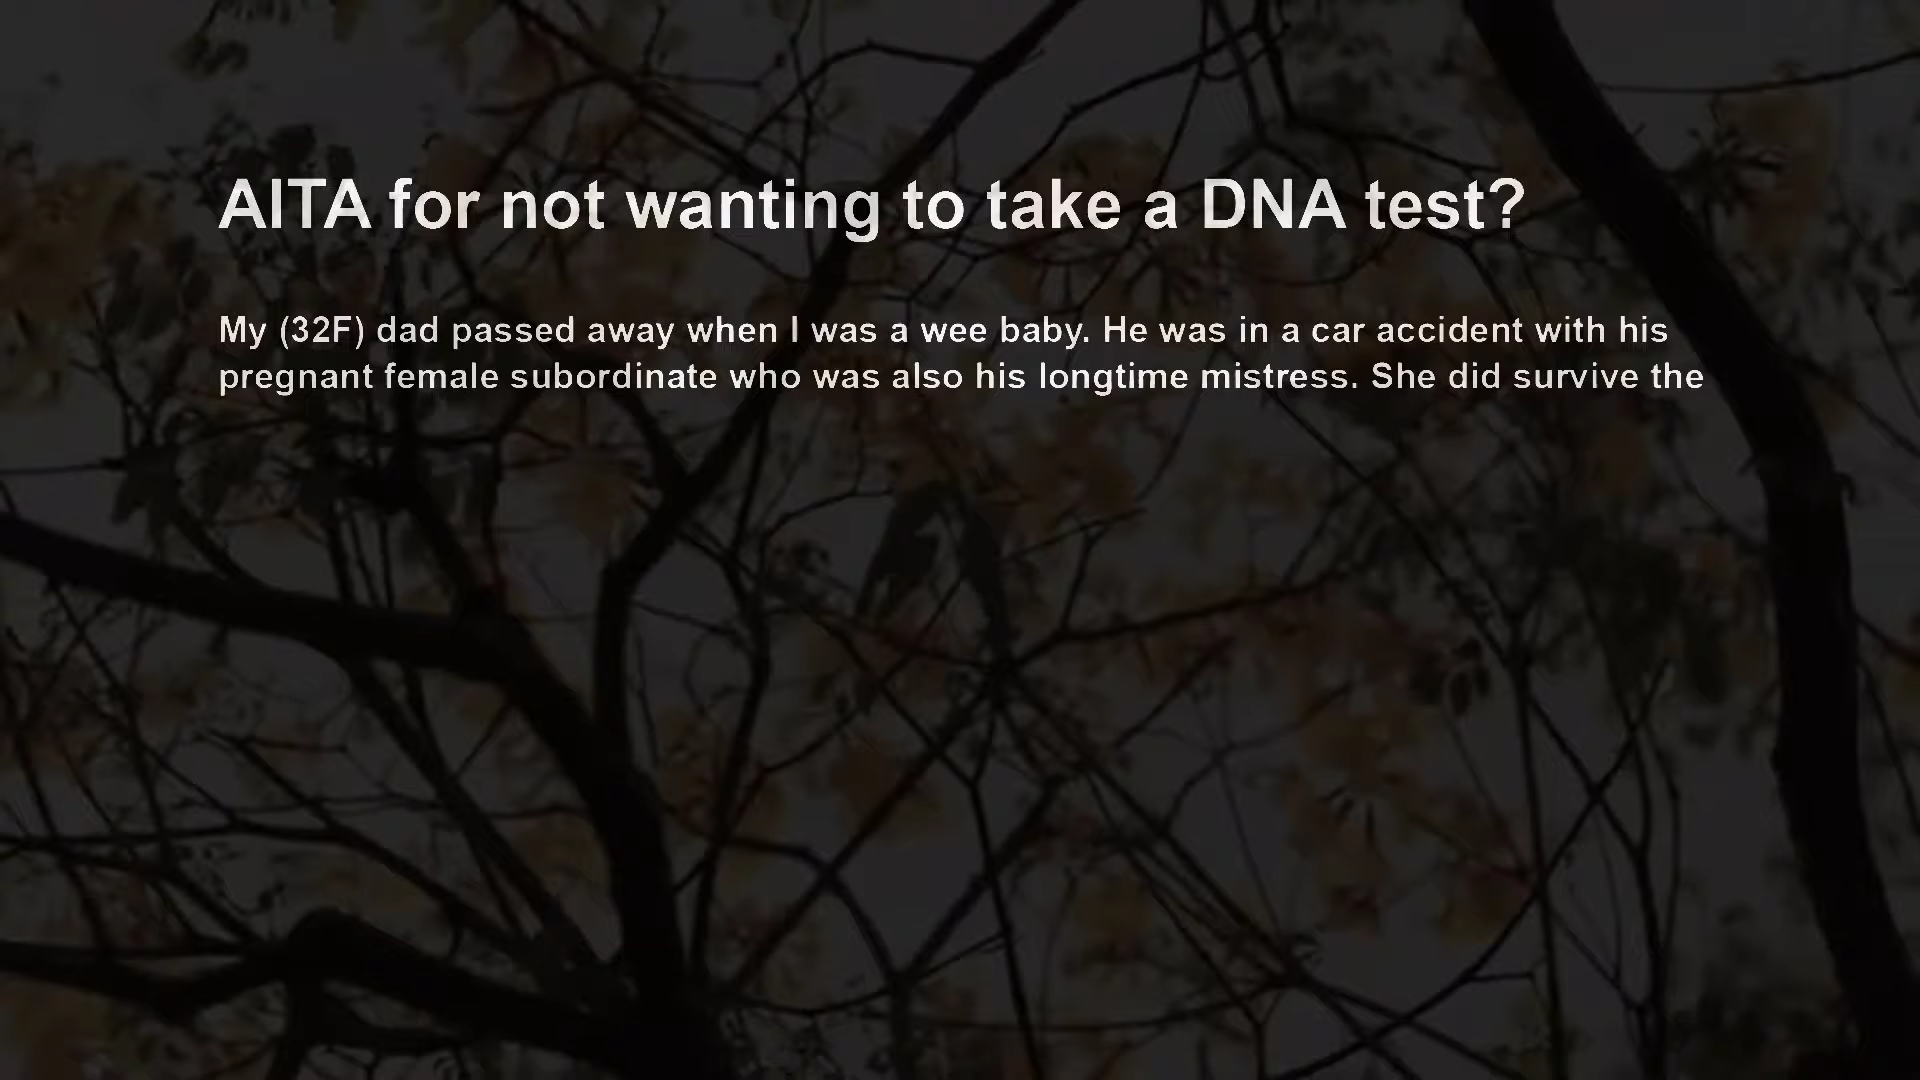 AITA for not wanting to take a DNA test?
My (32F) dad passed away when I was a wee baby. He was in a car accident with his
pregnant female subordinate who was also his longtime mistress. She did survive the